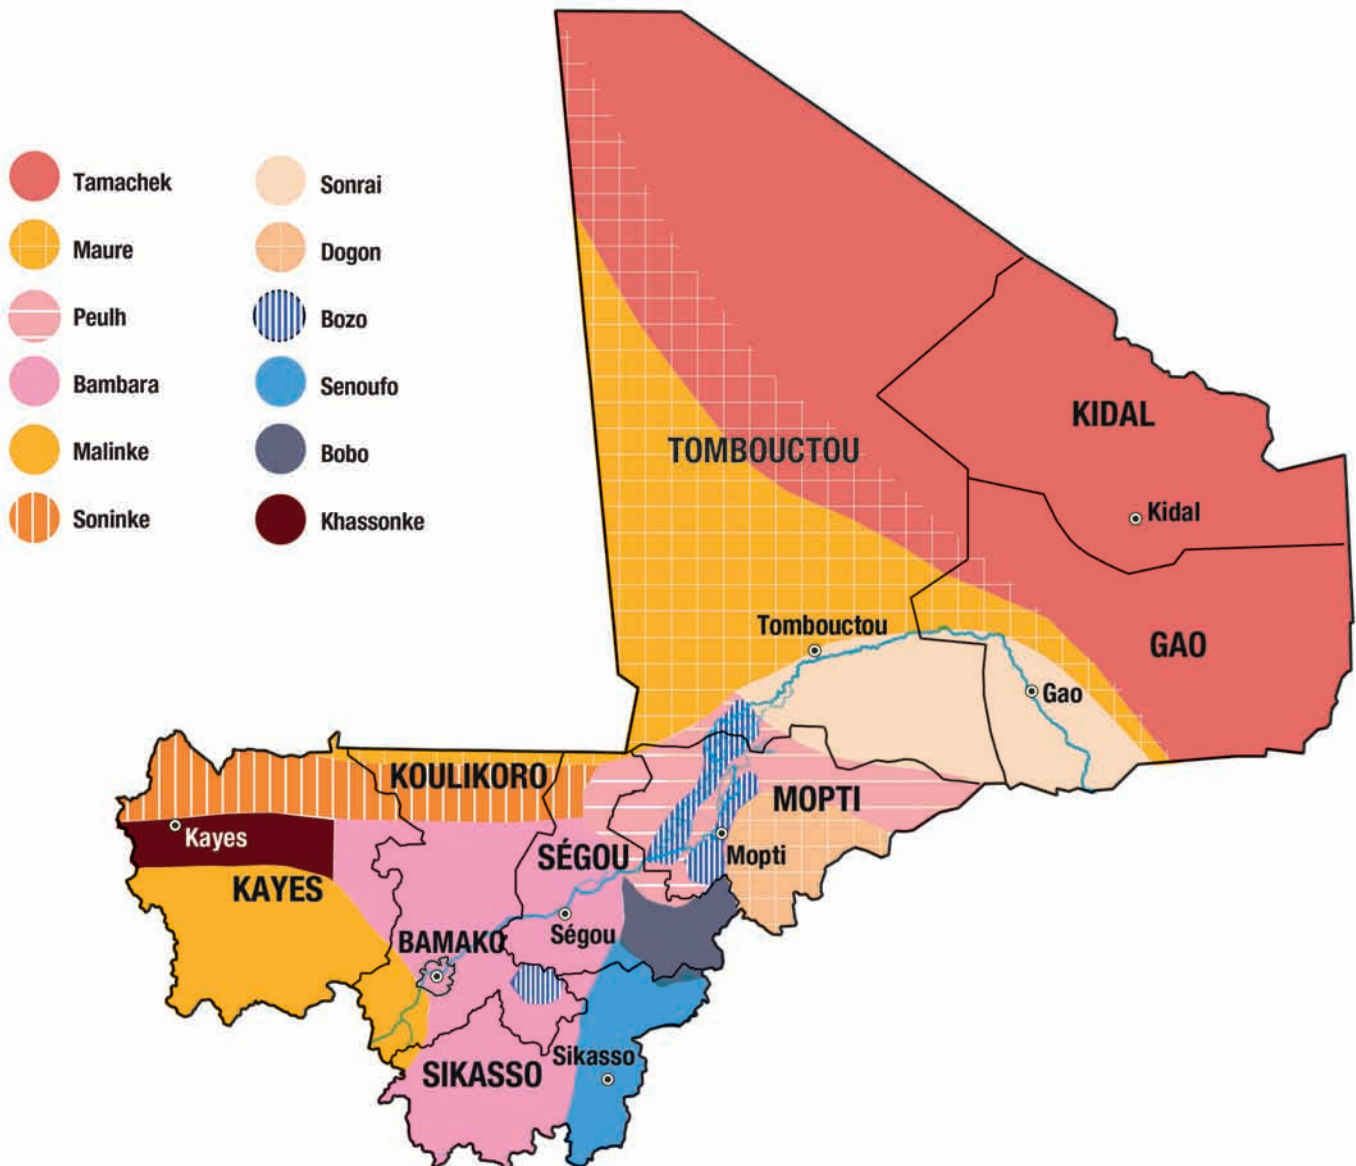 Tamachek
Maure
Peulh
Bambara
Malinke
Soninke
Sonrai
Dogon
Bozo
Senoufo
Bobo
Khassonke
KIDAL
TOMBOUCTOU
Kidal
Tombouctou
GAO
Gao
KOULIKORO
MOPTI
Kayes
SÉGOU
Mopti
KAYES
BAMAKO
Ségou
Sikasso
SIKASSO